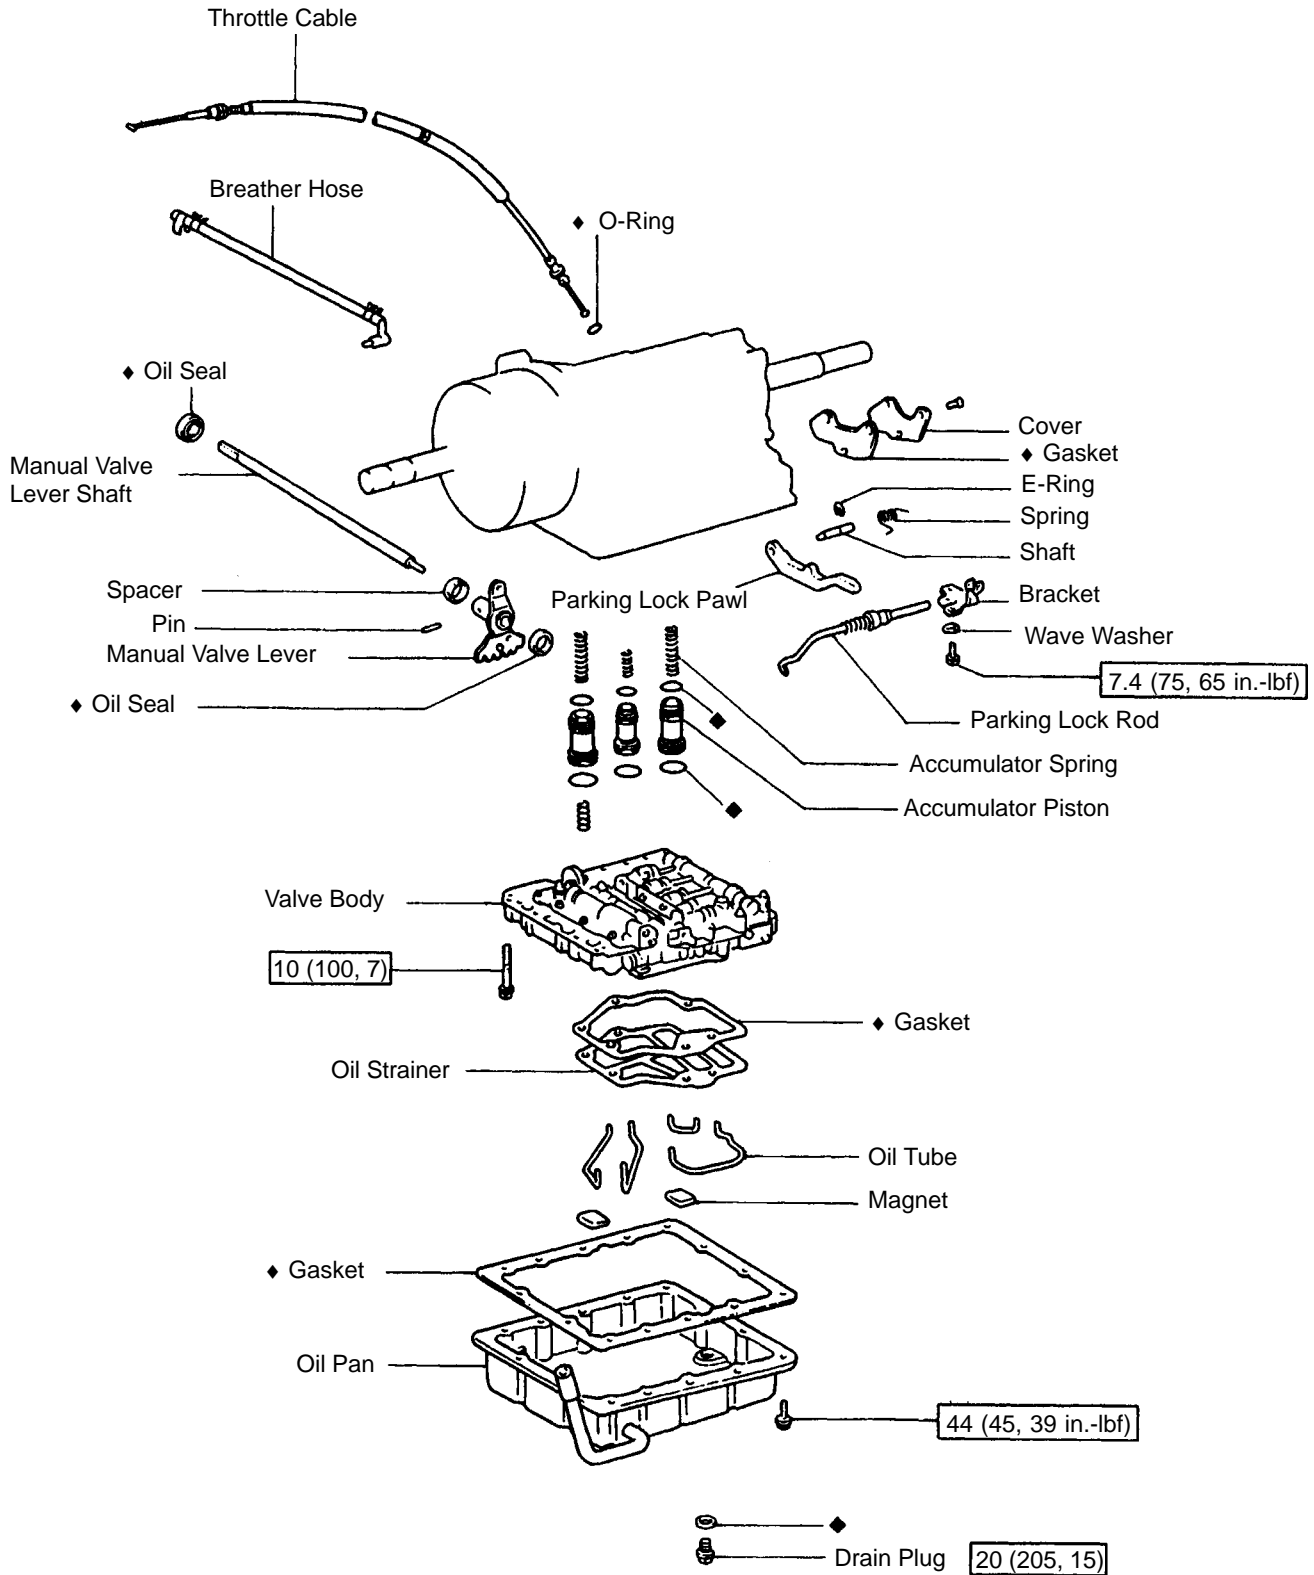 Throttle Cable
Breather Hose
♦ O-Ring
♦ Oil Seal
Manual Valve
Lever Shaft
Cover
♦ Gasket
E-Ring
Spring
Shaft
Spacer
Parking Lock Pawl
Bracket
Pin
Wave Washer
Manual Valve Lever
7.4 (75, 65 in.-lbf)
♦ Oil Seal
♦
Parking Lock Rod
Accumulator Spring
♦
Accumulator Piston
Valve Body
10 (100, 7)
♦ Gasket
Oil Strainer
Oil Tube
Magnet
♦ Gasket
Oil Pan
44 (45, 39 in.-lbf)
♦
Drain Plug 20 (205, 15)